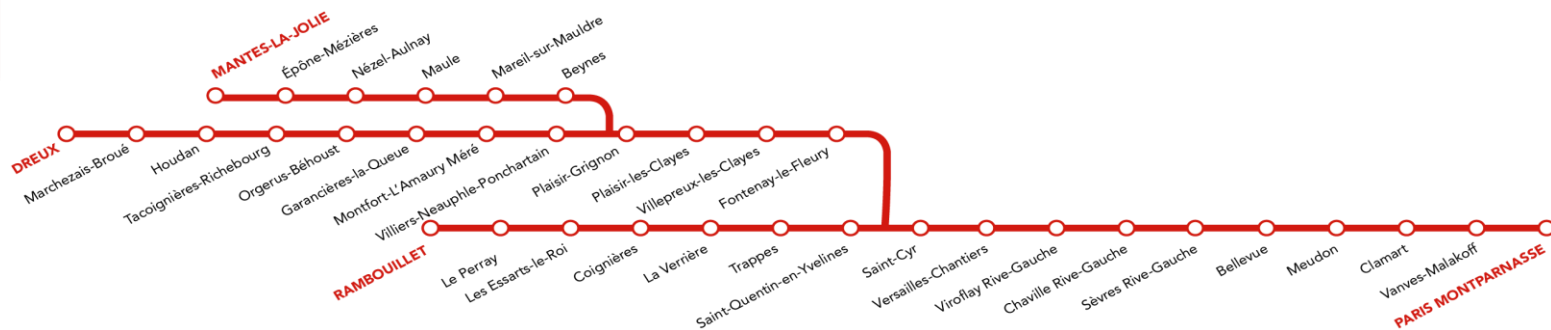 MANTES-LA-JOLIE
Épône-Mézières
Nézel-Aulnay
Maule
Mareil-sur-Mauldre
Beynes
DREUX
Marchezais-Broué
Houdan
Tacoignières-Richebourg
Orgerus-Béhoust
Garancières-la-Queue
Montfort-L'Amaury Méré
Villiers-Neauphle-Ponchartain
Plaisir-Grignon
Plaisir-les-Clayes
Villepreux-les-Clayes
Fontenay-le-Fleury
RAMBOUILLET
Le Perray
Les Essarts-le-Roi
Coignières
La Verrière
Trappes
Saint-Quentin-en-Yvelines
Saint-Cyr
Versailles-Chantiers
Viroflay Rive-Gauche
Chaville Rive-Gauche
Sèvres Rive-Gauche
Bellevue
Meudon
Clamart
Vanves-Malakoff
PARIS MONTPARNASSE